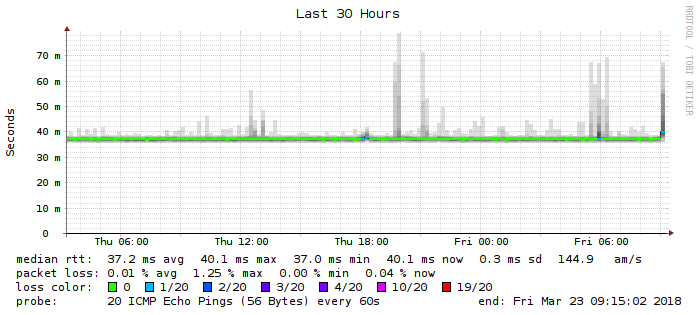 Last 30 Hours
RRDTOOL / TOBI OETIKER
Seconds
70 m
60 m
50 m
40 m
30 m
20 m
10 m
0
Thu 06:00 Thu 12:00 Thu 18:00 Fri 00:00 Fri 06:00
median rtt: 37.2 ms avg 40.1 ms max 37.0 ms min 40.1 ms now 0.3 ms sd 144.9 am/s
packet loss: 0.01 % avg 1.25 % max 0.00 % min 0.04 % now
loss color: 0 1/20 2/20 3/20 4/20 10/20 19/20
probe: 20 ICMP Echo Pings (56 Bytes) every 60s end: Fri Mar 23 09:15:02 2018